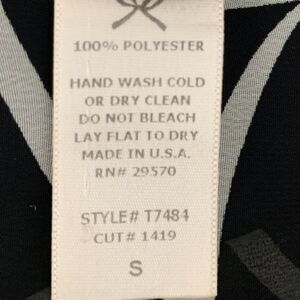 100% POLYESTER
HAND WASH COLD
OR DRY CLEAN
DO NOT BLEACH
LAY FLAT TO DRY
MADE IN U.S.A.
RN# 29570
STYLE# T7484
CUT# 1419
S